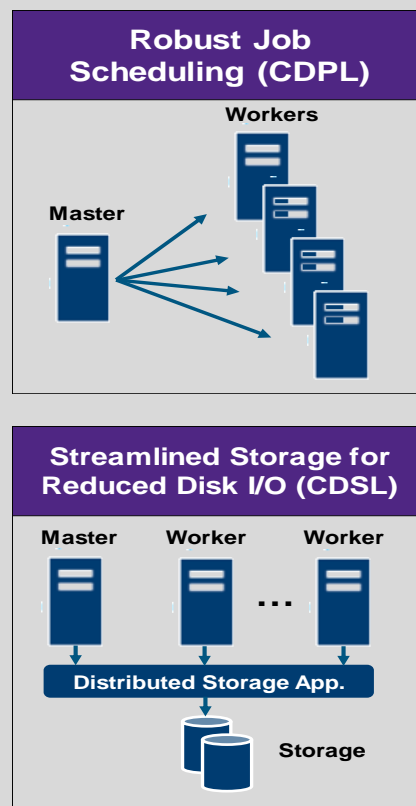 Robust Job
Scheduling (CDPL)
Workers
Master
Streamlined Storage for
Reduced Disk I/O (CDSL)
Master Worker Worker
...
Distributed Storage App.
Storage